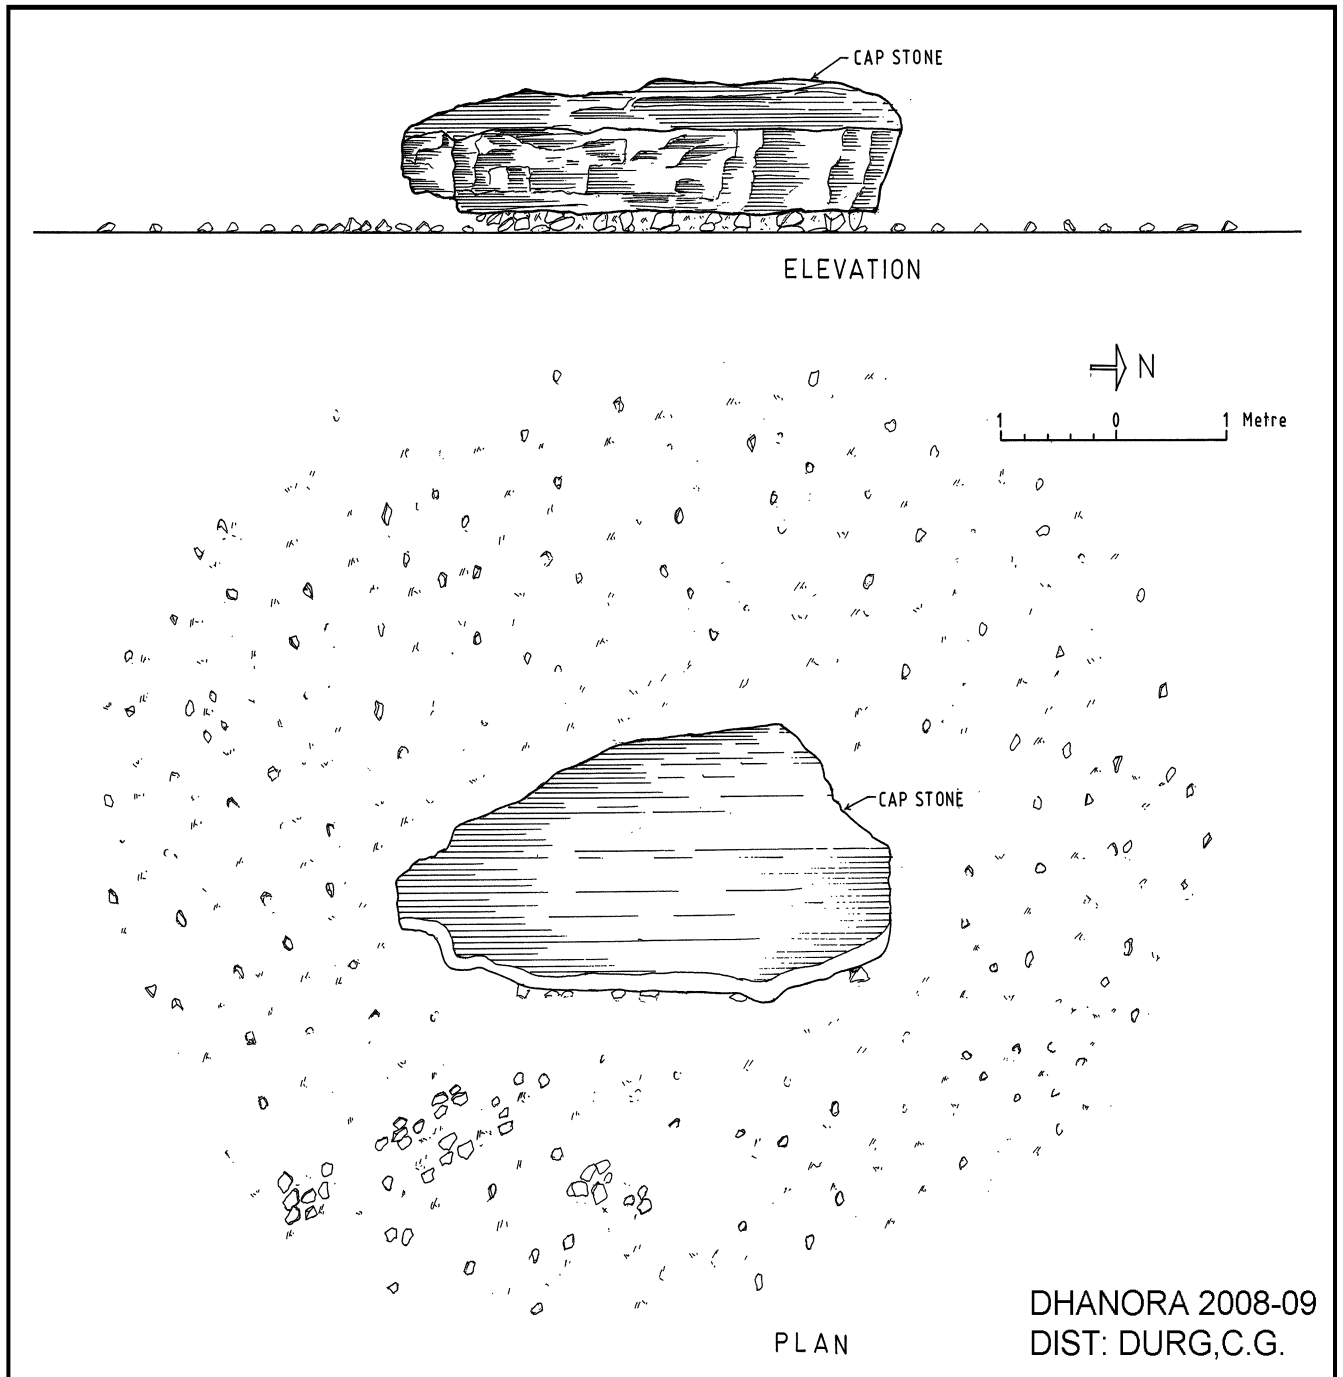 CAP STONE
ELEVATION
N
1 0 1 Metre
CAP STONE
PLAN
DHANORA 2008-09
DIST: DURG,C.G.